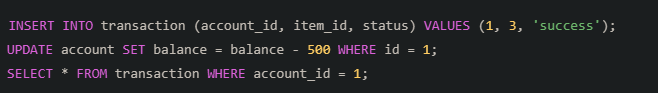 INSERT INTO transaction (account_id, item_id, status) VALUES (1, 3, 'success');
UPDATE account SET balance = balance - 500 WHERE id = 1;
SELECT * FROM transaction WHERE account_id = 1;